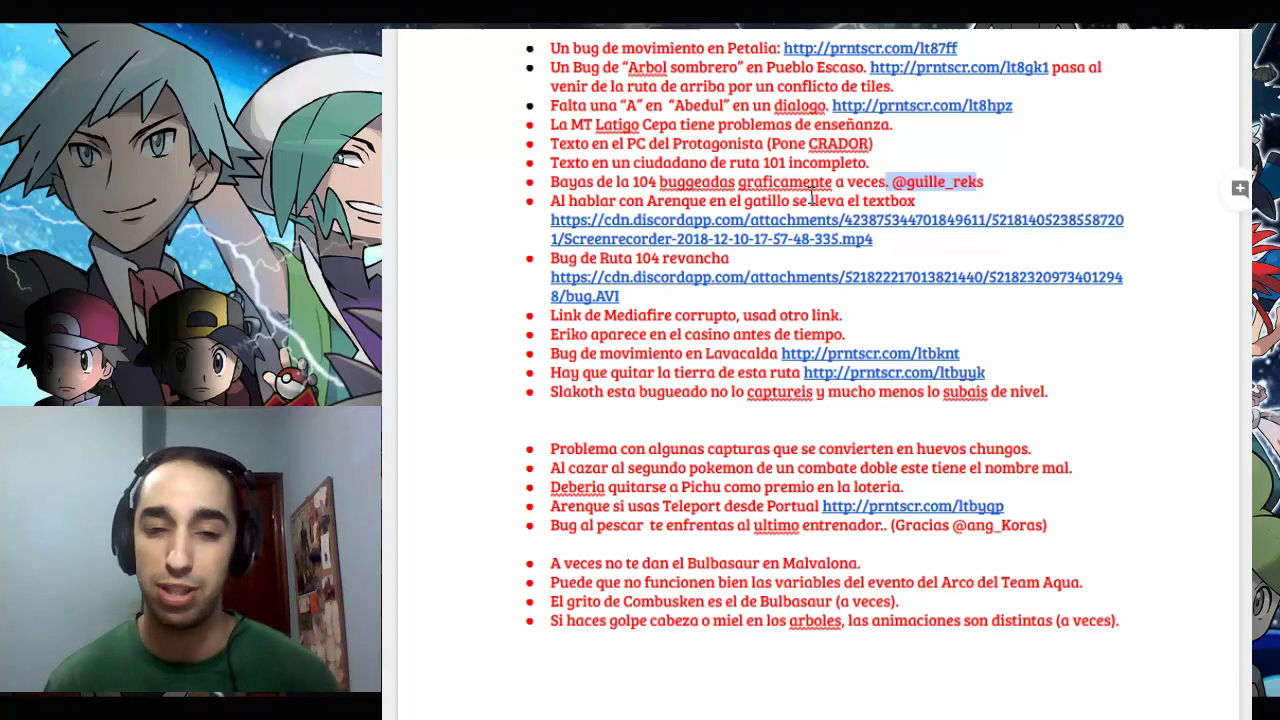 Un bug de movimiento en Petalia: http://prntscr.com/lt87ff
Un Bug de “Arbol sombrero” en Pueblo Escaso. http://prntscr.com/lt8gk1 pasa al
venir de la ruta de arriba por un conflicto de tiles.
Falta una “A” en “Abedul” en un dialogo. http://prntscr.com/lt8hpz
La MT Latigo Cepa tiene problemas de enseñanza.
Texto en el PC del Protagonista (Pone CRADOR)
Texto en un ciudadano de ruta 101 incompleto.
Bayas de la 104 buggeadas graficamente a veces. @guille_reks
Al hablar con Arenque en el gatillo se lleva el textbox
https://cdn.discordapp.com/attachments/423875344701849611/52181405238558720
1/Screenrecorder-2018-12-10-17-57-48-335.mp4
Bug de Ruta 104 revancha
https://cdn.discordapp.com/attachments/521822217013821440/52182320973401294
8/bug.AVI
Link de Mediafire corrupto, usad otro link.
Eriko aparece en el casino antes de tiempo.
Bug de movimiento en Lavacalda http://prntscr.com/ltbknt
Hay que quitar la tierra de esta ruta http://prntscr.com/ltbyyk
Slakoth esta bugueado no lo captureis y mucho menos lo subais de nivel.
Problema con algunas capturas que se convierten en huevos chungos.
Al cazar al segundo pokemon de un combate doble este tiene el nombre mal.
Deberia quitarse a Pichu como premio en la loteria.
Arenque si usas Teleport desde Portual http://prntscr.com/ltbyqp
Bug al pescar te enfrentas al ultimo entrenador.. (Gracias @ang_Koras)
A veces no te dan el Bulbasaur en Malvalona.
Puede que no funcionen bien las variables del evento del Arco del Team Aqua.
El grito de Combusken es el de Bulbasaur (a veces).
Si haces golpe cabeza o miel en los arboles, las animaciones son distintas (a veces).